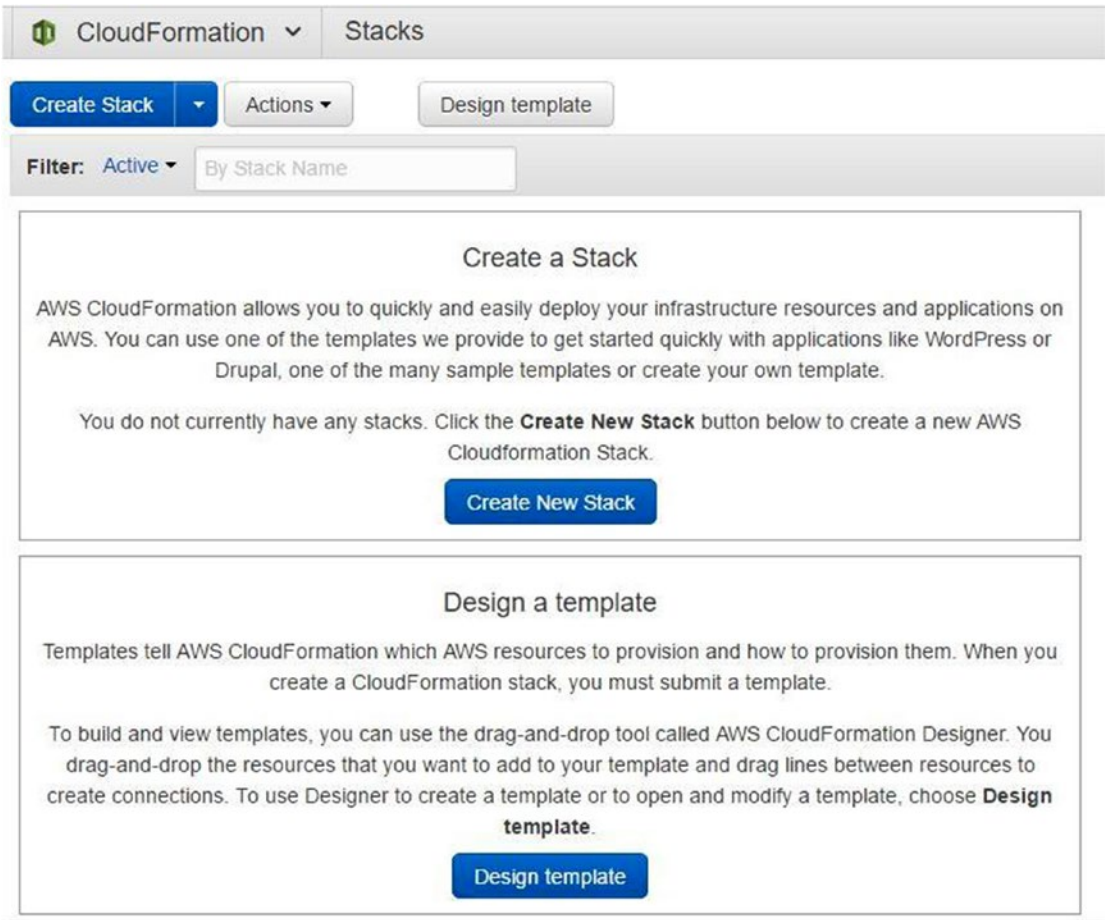 CloudFormation Stacks
Create Stack Actions Design template
Filter: Active By Stack Name
Create a Stack
AWS CloudFormation allows you to quickly and easily deploy your infrastructure resources and applications on
AWS. You can use one of the templates we provide to get started quickly with applications like WordPress or
Drupal, one of the many sample templates or create your own template.
You do not currently have any stacks. Click the Create New Stack button below to create a new AWS
Cloudformation Stack.
Create New Stack
Design a template
Templates tell AWS CloudFormation which AWS resources to provision and how to provision them. When you
create a CloudFormation stack, you must submit a template.
To build and view templates, you can use the drag-and-drop tool called AWS CloudFormation Designer. You
drag-and-drop the resources that you want to add to your template and drag lines between resources to
create connections. To use Designer to create a template or to open and modify a template, choose Design
template.
Design template